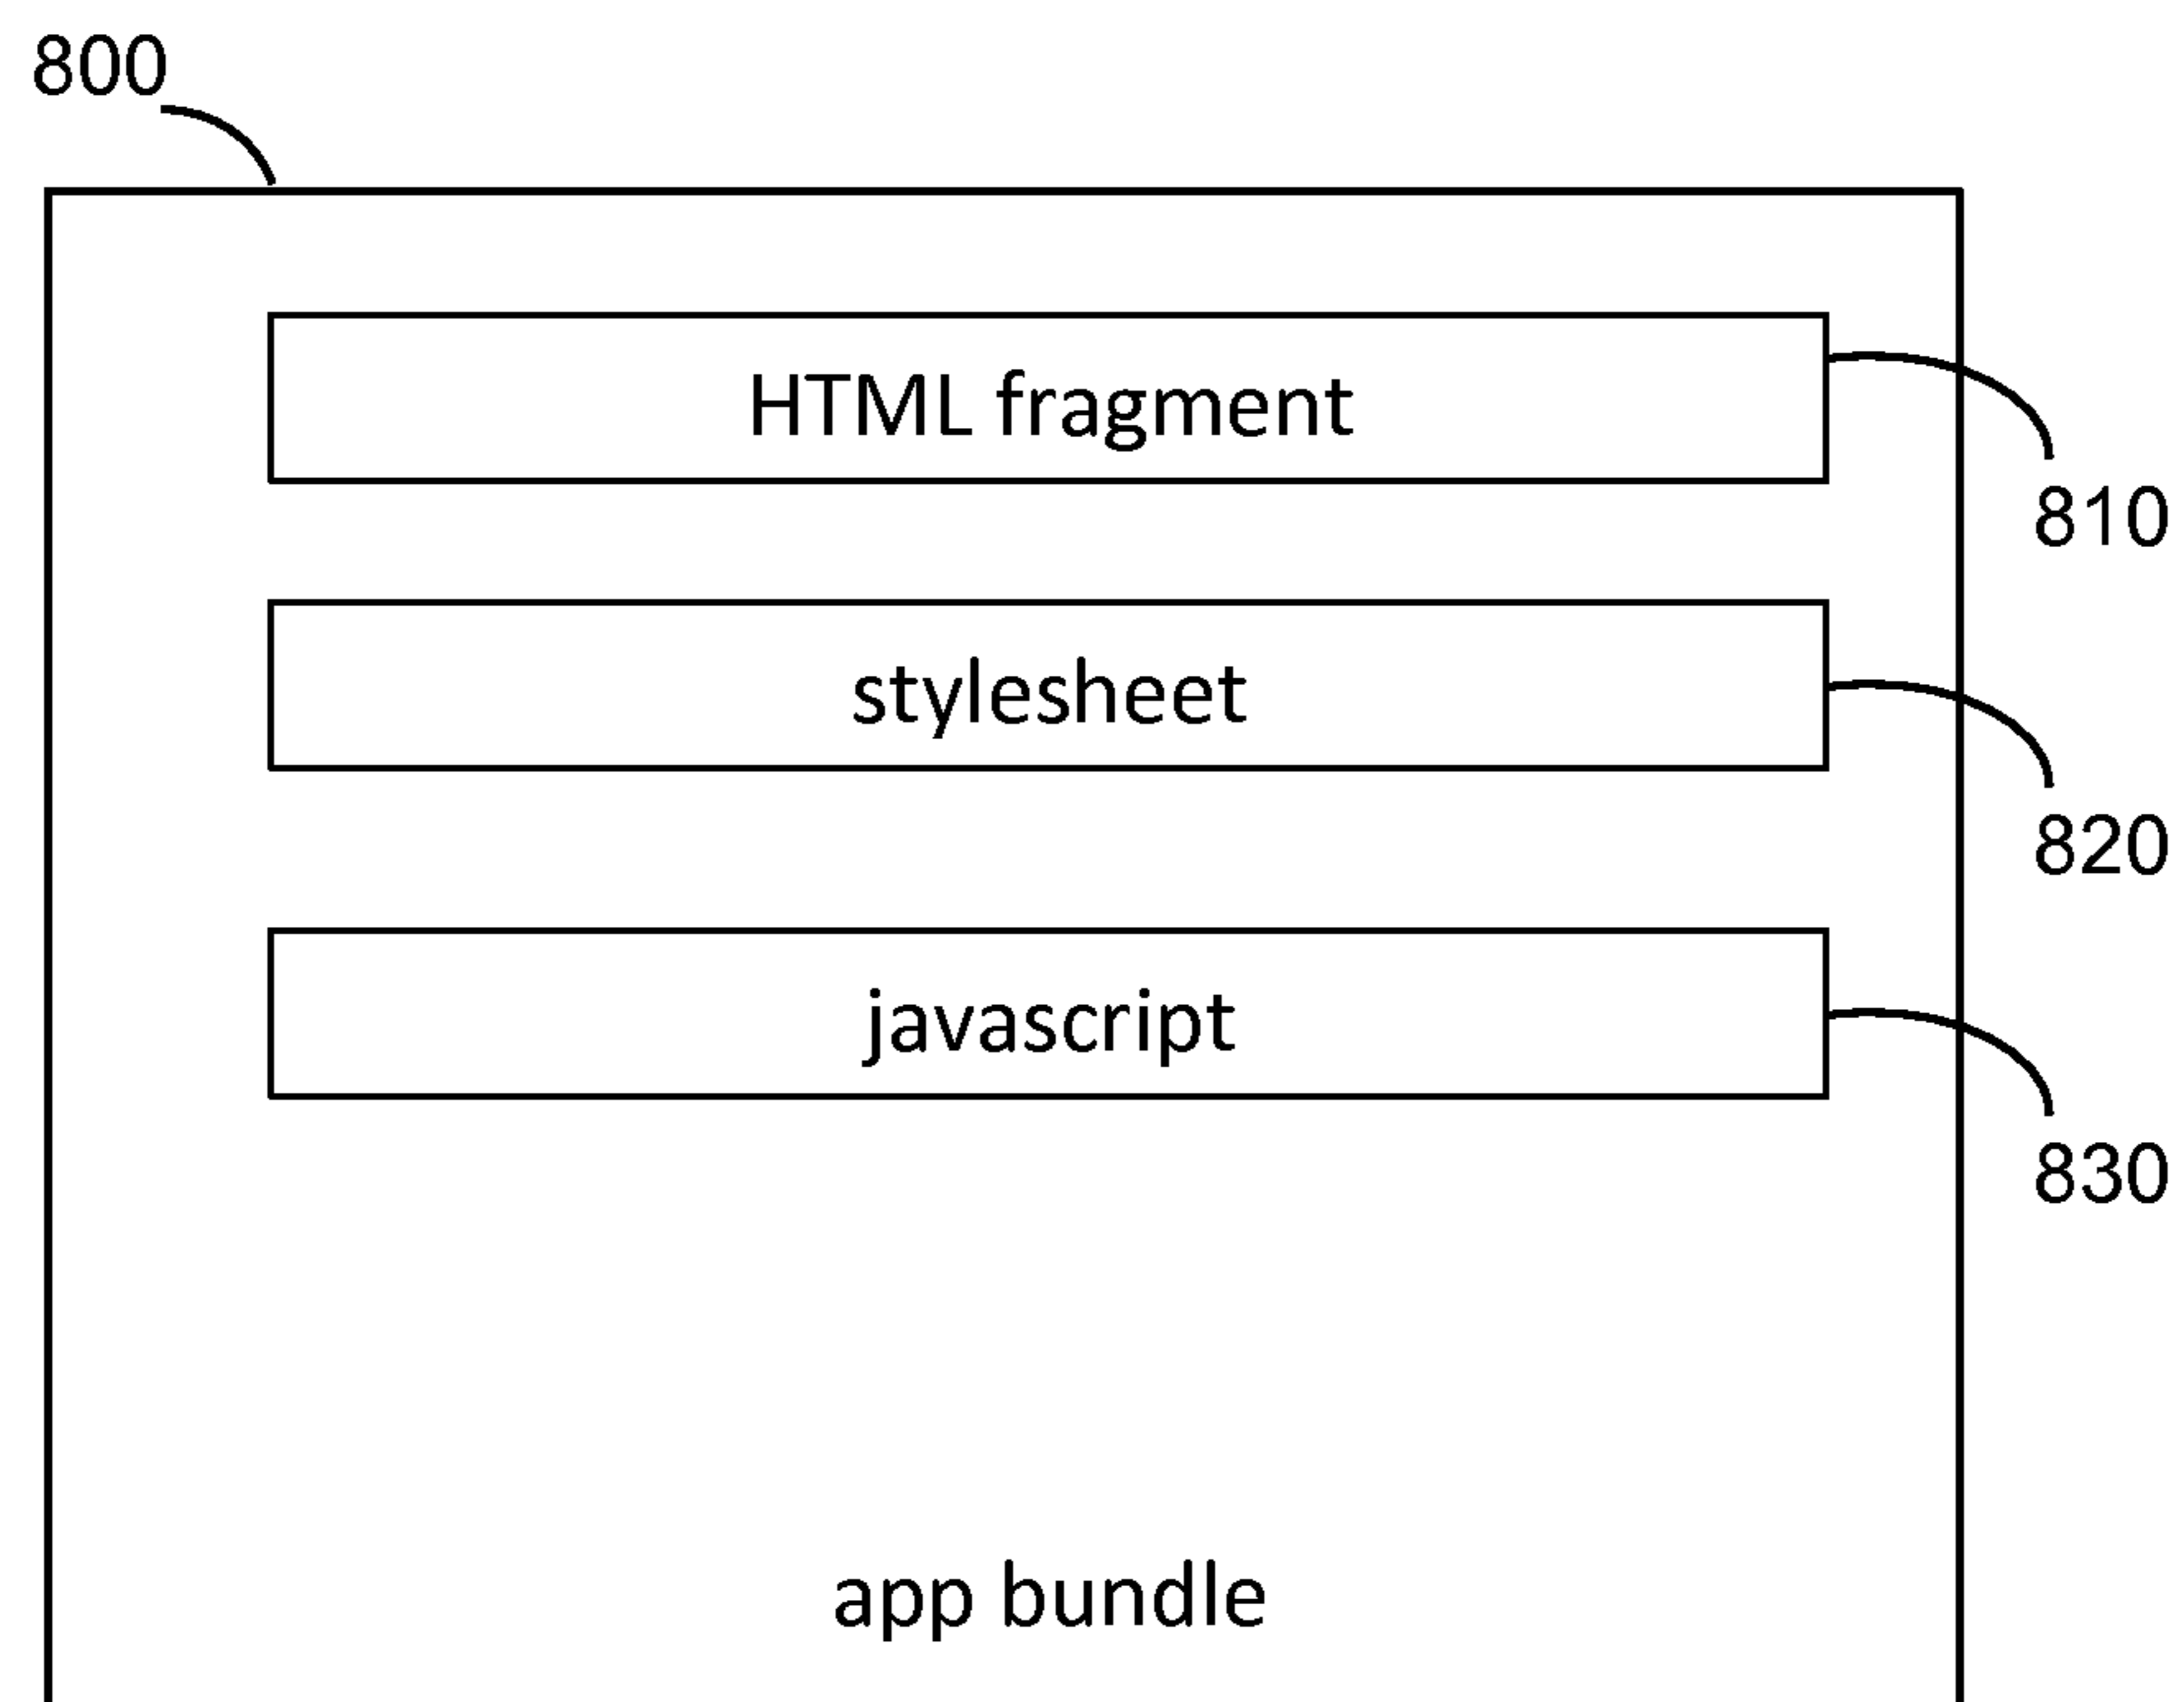 800
HTML fragment
810
stylesheet
820
javascript
830
app bundle